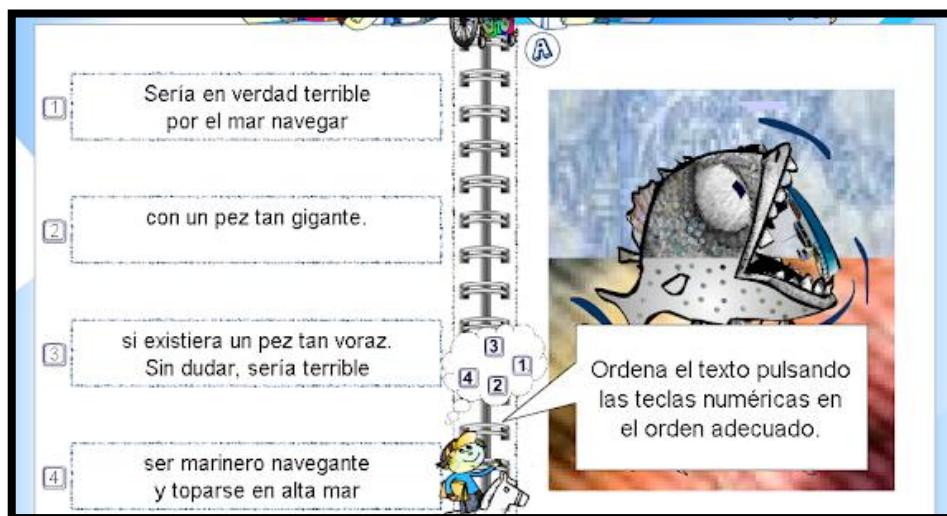 A
1
Sería en verdad terrible
por el mar navegar
2
con un pez tan gigante.
3
si existiera un pez tan voraz.
Sin dudar, sería terrible
4
ser marinero navegante
y toparse en alta mar
3
1
4
2
Ordena el texto pulsando
las teclas numéricas en
el orden adecuado.